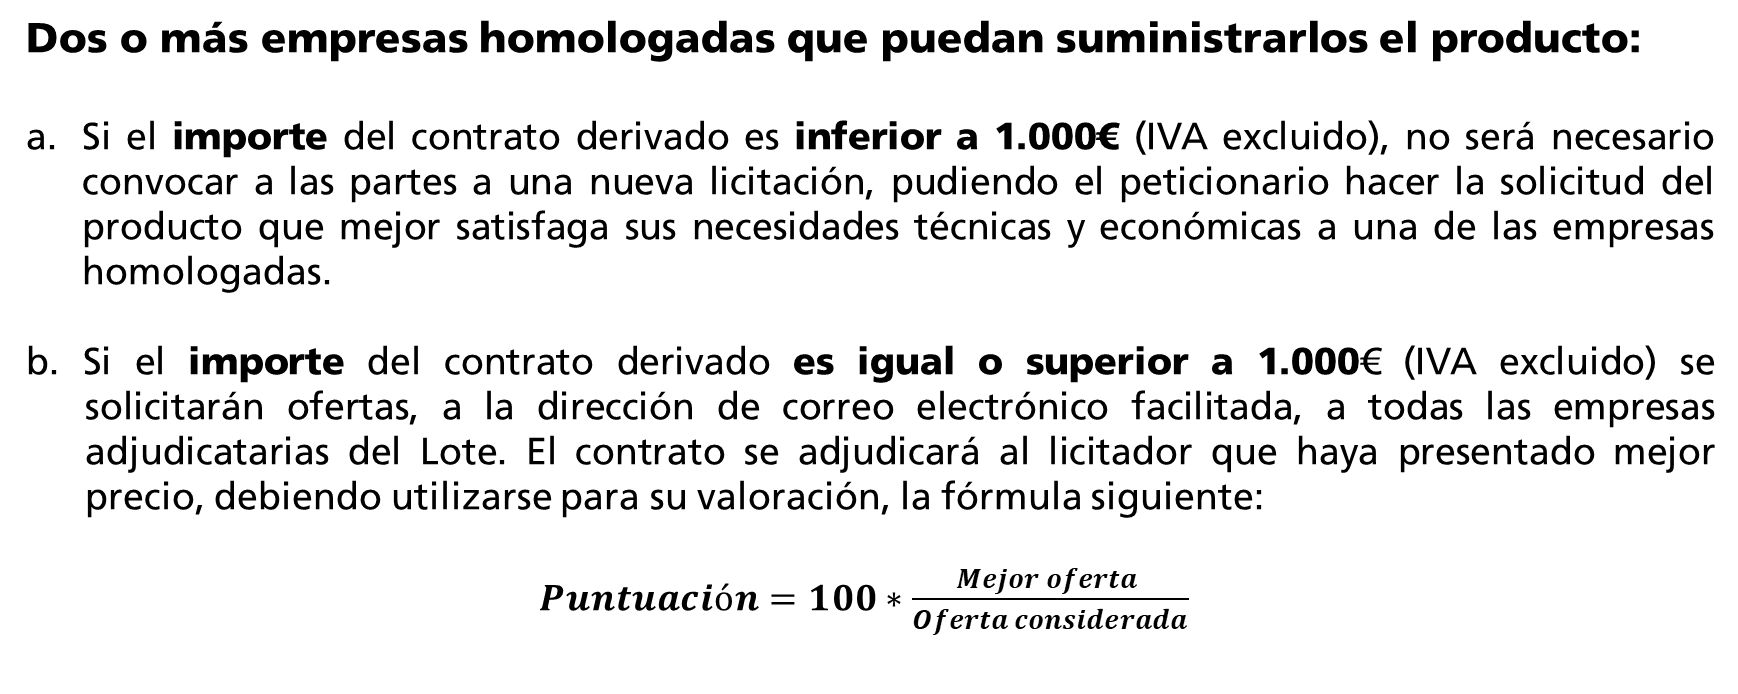 Dos o más empresas homologadas que puedan suministrarlos el producto:
a. Si el importe del contrato derivado es inferior a 1.000€ (IVA excluido), no será necesario
convocar a las partes a una nueva licitación, pudiendo el peticionario hacer la solicitud del
producto que mejor satisfaga sus necesidades técnicas y económicas a una de las empresas
homologadas.
b. Si el importe del contrato derivado es igual o superior a 1.000€ (IVA excluido) se
solicitarán ofertas, a la dirección de correo electrónico facilitada, a todas las empresas
adjudicatarias del Lote. El contrato se adjudicará al licitador que haya presentado mejor
precio, debiendo utilizarse para su valoración, la fórmula siguiente:
Puntuación = 100 * Mejor oferta / Oferta considerada